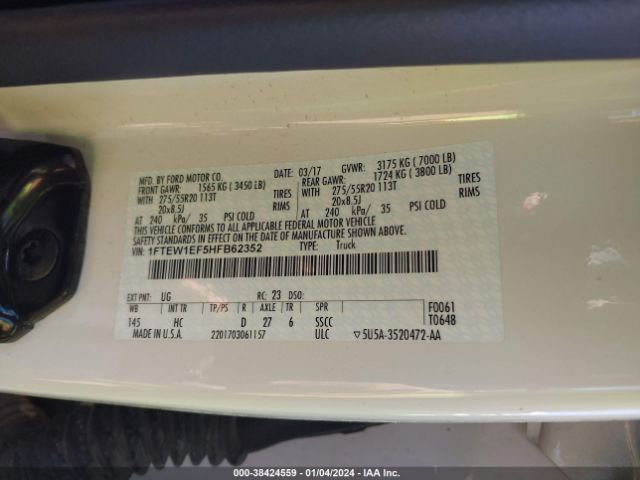 MFD. BY FORD MOTOR CO. DATE: 03/17 GVWR: 3175 KG ( 7000 LB)
FRONT GAWR: 1565 KG ( 3450 LB) REAR GAWR: 1724 KG ( 3800 LB)
WITH 275/55R20 113T TIRES WITH 275/55R20 113T TIRES
20x8.5J RIMS 20x8.5J RIMS
AT 240 kPa/ 35 PSI COLD AT 240 kPa/ 35 PSI COLD
THIS VEHICLE CONFORMS TO ALL APPLICABLE FEDERAL MOTOR VEHICLE
SAFETY STANDARDS IN EFFECT ON THE DATE OF MANUFACTURE SHOWN ABOVE.
VIN: 1FTEW1EF5HFB62352 TYPE: Truck
EXT PNT: UG RC: 23 DSO: F0061
WB INT TR TP/PS R AXLE TR SPR T0648
145 HC D 27 6 SSCC
MADE IN U.S.A. 2201703061157 ULC ▽5U5A-3520472-AA
000-38424559 - 01/04/2024 - IAA Inc.